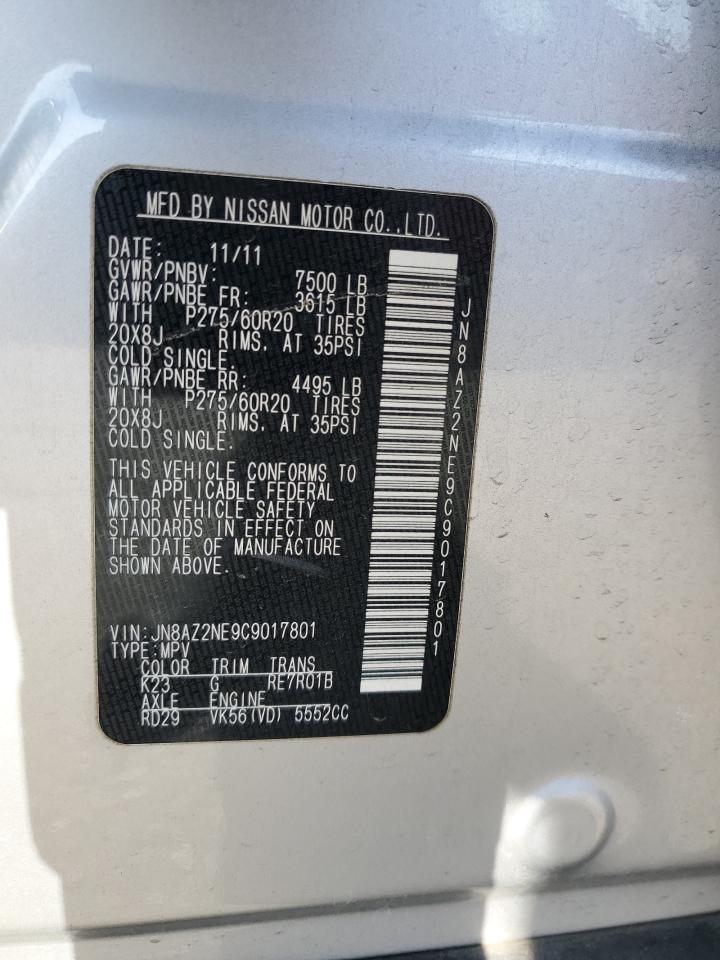 MFD BY NISSAN MOTOR CO.,LTD.
DATE: 11/11
GVWR/PNBV: 7500 LB
GAWR/PNBE FR: 3615 LB
WITH P275/60R20 TIRES
20X8J RIMS. AT 35PSI
COLD SINGLE.
GAWR/PNBE RR: 4495 LB
WITH P275/60R20 TIRES
20X8J RIMS. AT 35PSI
COLD SINGLE.
THIS VEHICLE CONFORMS TO
ALL APPLICABLE FEDERAL
MOTOR VEHICLE SAFETY
STANDARDS IN EFFECT ON
THE DATE OF MANUFACTURE
SHOWN ABOVE.
VIN:JN8AZ2NE9C9017801
TYPE:MPV
COLOR TRIM TRANS
K23 G RE7R01B
AXLE ENGINE
RD29 VK56(VD) 5552CC
JN8AZ2NE9C9017801